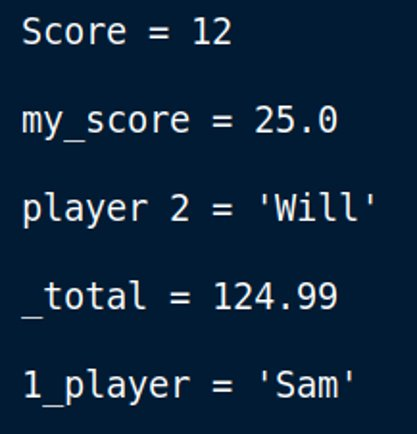 Score = 12
my_score = 25.0
player 2 = 'Will'
_total = 124.99
1_player = 'Sam'